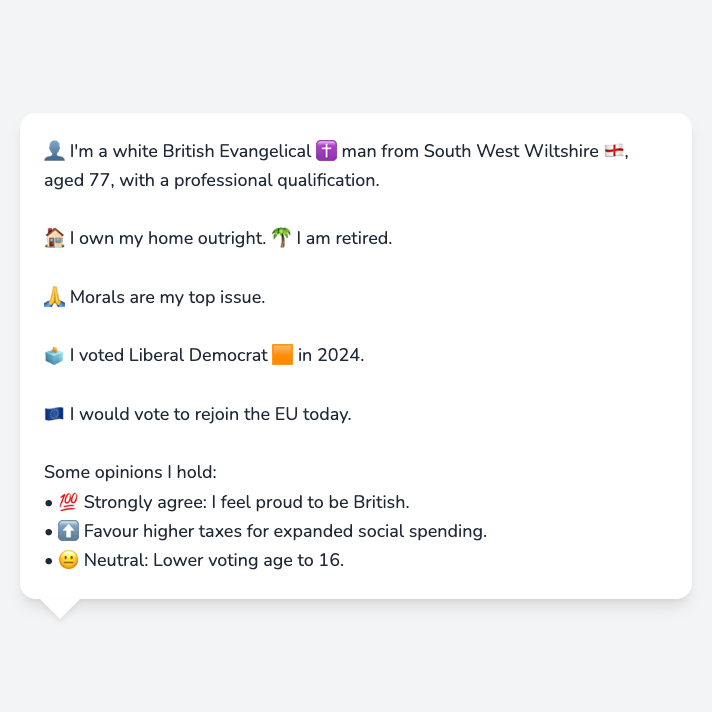 👤 I'm a white British Evangelical ✝️ man from South West Wiltshire 🏴󠁧󠁢󠁥󠁮󠁧󠁿,
aged 77, with a professional qualification.
🏠 I own my home outright. 🌴 I am retired.
🙏 Morals are my top issue.
🗳️ I voted Liberal Democrat 🟧 in 2024.
🇪🇺 I would vote to rejoin the EU today.
Some opinions I hold:
• 💯 Strongly agree: I feel proud to be British.
• ⬆️ Favour higher taxes for expanded social spending.
• 😐 Neutral: Lower voting age to 16.